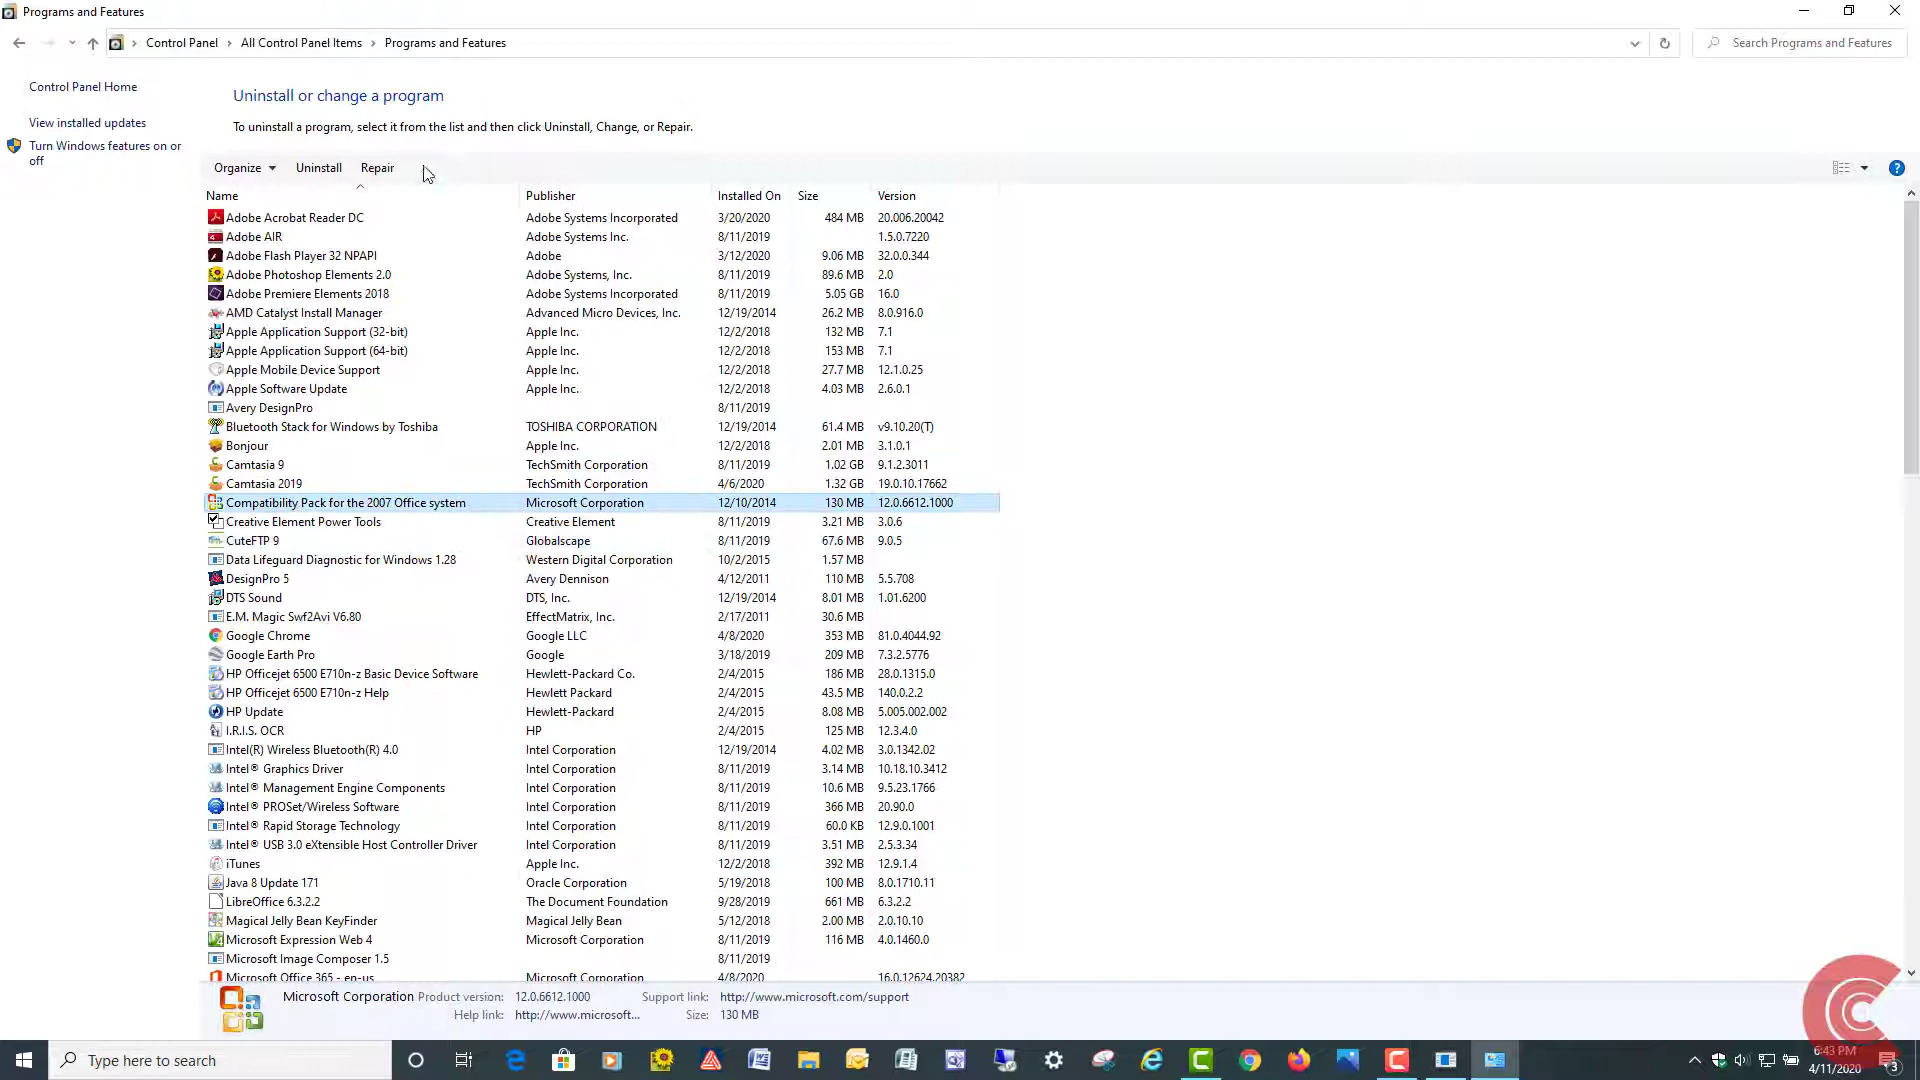 Programs and Features
Control Panel > All Control Panel Items > Programs and Features
Search Programs and Features
Control Panel Home
View installed updates
Turn Windows features on or
off
Uninstall or change a program
To uninstall a program, select it from the list and then click Uninstall, Change, or Repair.
Organize Uninstall Repair
Name Publisher Installed On Size Version
Adobe Acrobat Reader DC Adobe Systems Incorporated 3/20/2020 484 MB 20.006.20042
Adobe AIR Adobe Systems Inc. 8/11/2019 1.5.0.7220
Adobe Flash Player 32 NPAPI Adobe 3/12/2020 9.06 MB 32.0.0.344
Adobe Photoshop Elements 2.0 Adobe Systems, Inc. 8/11/2019 89.6 MB 2.0
Adobe Premiere Elements 2018 Adobe Systems Incorporated 8/11/2019 5.05 GB 16.0
AMD Catalyst Install Manager Advanced Micro Devices, Inc. 12/19/2014 26.2 MB 8.0.916.0
Apple Application Support (32-bit) Apple Inc. 12/2/2018 132 MB 7.1
Apple Application Support (64-bit) Apple Inc. 12/2/2018 153 MB 7.1
Apple Mobile Device Support Apple Inc. 12/2/2018 27.7 MB 12.1.0.25
Apple Software Update Apple Inc. 12/2/2018 4.03 MB 2.6.0.1
Avery DesignPro 8/11/2019
Bluetooth Stack for Windows by Toshiba TOSHIBA CORPORATION 12/19/2014 61.4 MB v9.10.20(T)
Bonjour Apple Inc. 12/2/2018 2.01 MB 3.1.0.1
Camtasia 9 TechSmith Corporation 8/11/2019 1.02 GB 9.1.2.3011
Camtasia 2019 TechSmith Corporation 4/6/2020 1.32 GB 19.0.10.17662
Compatibility Pack for the 2007 Office system Microsoft Corporation 12/10/2014 130 MB 12.0.6612.1000
Creative Element Power Tools Creative Element 8/11/2019 3.21 MB 3.0.6
CuteFTP 9 Globalscape 8/11/2019 67.6 MB 9.0.5
Data Lifeguard Diagnostic for Windows 1.28 Western Digital Corporation 10/2/2015 1.57 MB
DesignPro 5 Avery Dennison 4/12/2011 110 MB 5.5.708
DTS Sound DTS, Inc. 12/19/2014 8.01 MB 1.01.6200
E.M. Magic Swf2Avi V6.80 EffectMatrix, Inc. 2/17/2011 30.6 MB
Google Chrome Google LLC 4/8/2020 353 MB 81.0.4044.92
Google Earth Pro Google 3/18/2019 209 MB 7.3.2.5776
HP Officejet 6500 E710n-z Basic Device Software Hewlett-Packard Co. 2/4/2015 186 MB 28.0.1315.0
HP Officejet 6500 E710n-z Help Hewlett Packard 2/4/2015 43.5 MB 140.0.2.2
HP Update Hewlett-Packard 2/4/2015 8.08 MB 5.005.002.002
I.R.I.S. OCR HP 2/4/2015 125 MB 12.3.4.0
Intel(R) Wireless Bluetooth(R) 4.0 Intel Corporation 12/19/2014 4.02 MB 3.0.1342.02
Intel® Graphics Driver Intel Corporation 8/11/2019 3.14 MB 10.18.10.3412
Intel® Management Engine Components Intel Corporation 8/11/2019 10.6 MB 9.5.23.1766
Intel® PROSet/Wireless Software Intel Corporation 8/11/2019 366 MB 20.90.0
Intel® Rapid Storage Technology Intel Corporation 8/11/2019 60.0 KB 12.9.0.1001
Intel® USB 3.0 eXtensible Host Controller Driver Intel Corporation 8/11/2019 3.51 MB 2.5.3.34
iTunes Apple Inc. 12/2/2018 392 MB 12.9.1.4
Java 8 Update 171 Oracle Corporation 5/19/2018 100 MB 8.0.1710.11
LibreOffice 6.3.2.2 The Document Foundation 9/28/2019 661 MB 6.3.2.2
Magical Jelly Bean KeyFinder Magical Jelly Bean 5/12/2018 2.00 MB 2.0.10.10
Microsoft Expression Web 4 Microsoft Corporation 8/11/2019 116 MB 4.0.1460.0
Microsoft Image Composer 1.5 8/11/2019
Microsoft Office 365 - en-us Microsoft Corporation 4/8/2020 16.0.12624.20382
Microsoft Corporation Product version: 12.0.6612.1000 Support link: http://www.microsoft.com/support
Help link: http://www.microsoft... Size: 130 MB
Type here to search
6:43 PM
4/11/2020
3